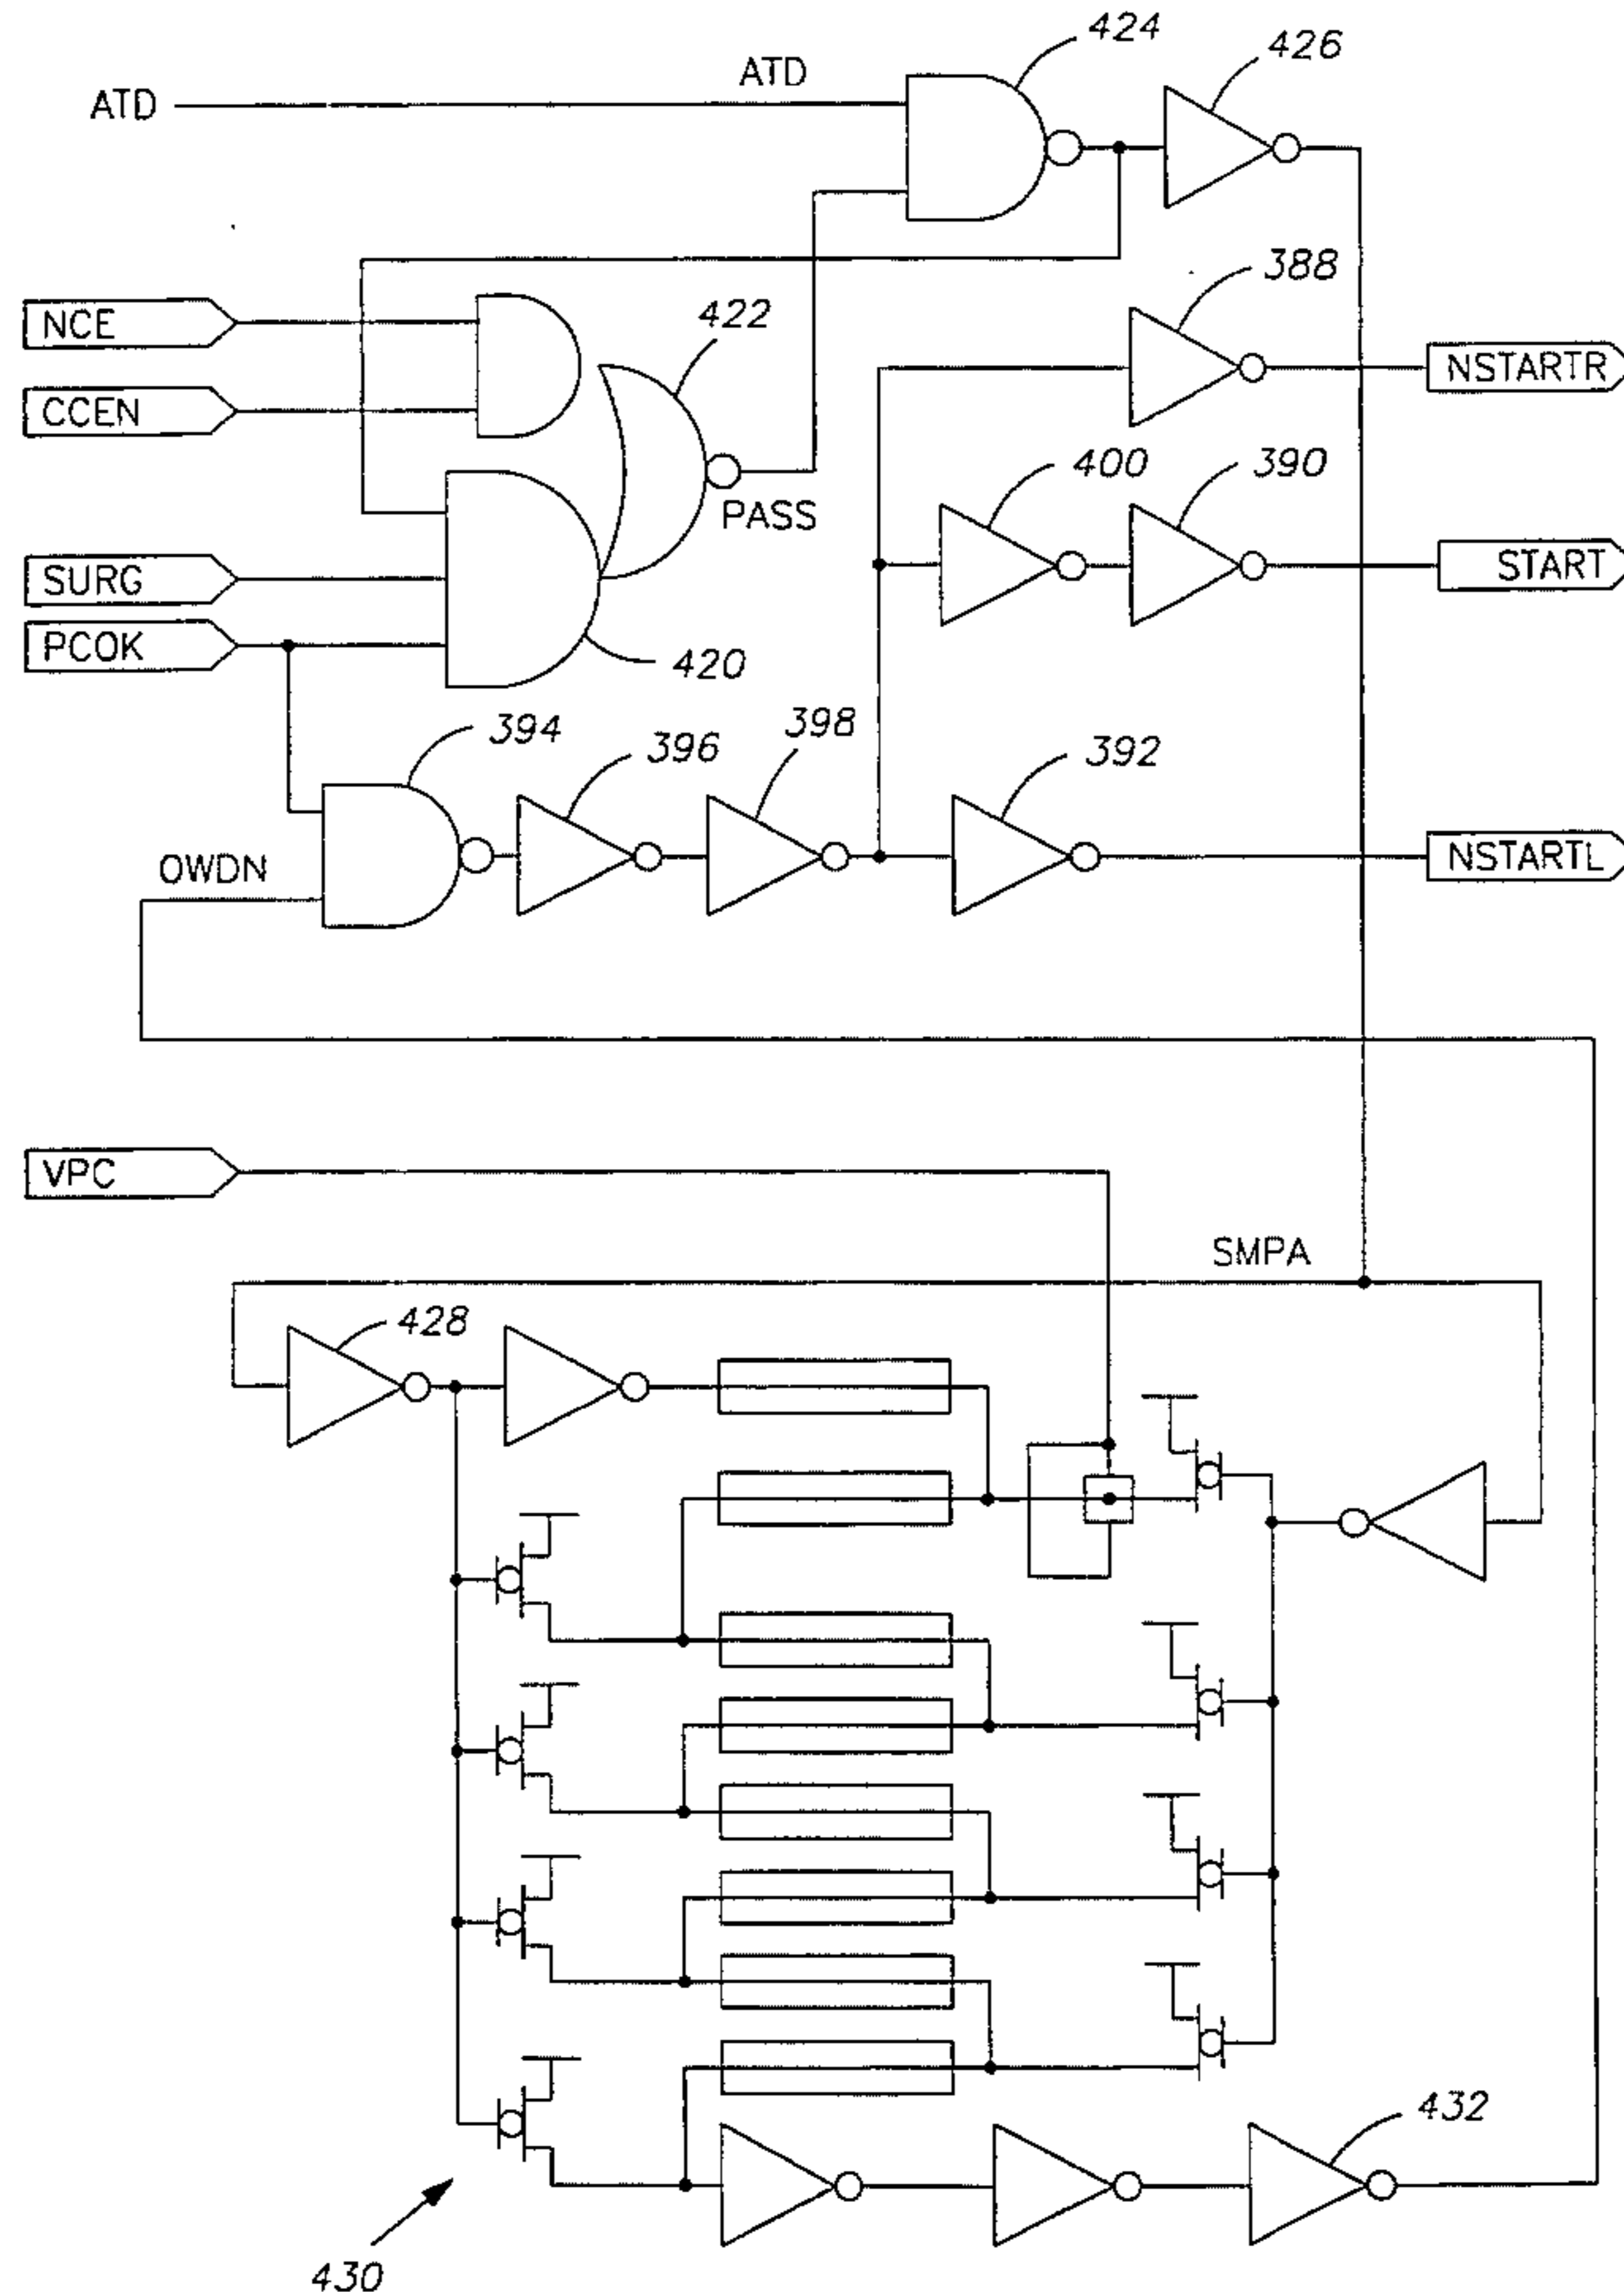 424
426
ATD
ATD
388
NCE
422
NSTARTR
CCEN
400
390
PASS
SURG
START
PCOK
420
394
396
398
392
OWDN
NSTARTL
VPC
SMPA
428
432
430